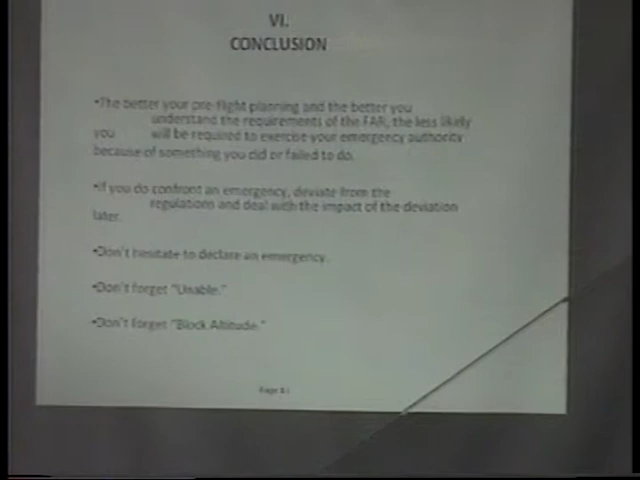 VI.
CONCLUSION
•The better your pre-flight planning and the better you
understand the requirements of the FAR, the less likely
you will be required to exercise your emergency authority
because of something you did or failed to do.
•If you do confront an emergency, deviate from the
regulations and deal with the impact of the deviation
later.
•Don't hesitate to declare an emergency.
•Don't forget "Unable."
•Don't forget "Block Altitude."
Page